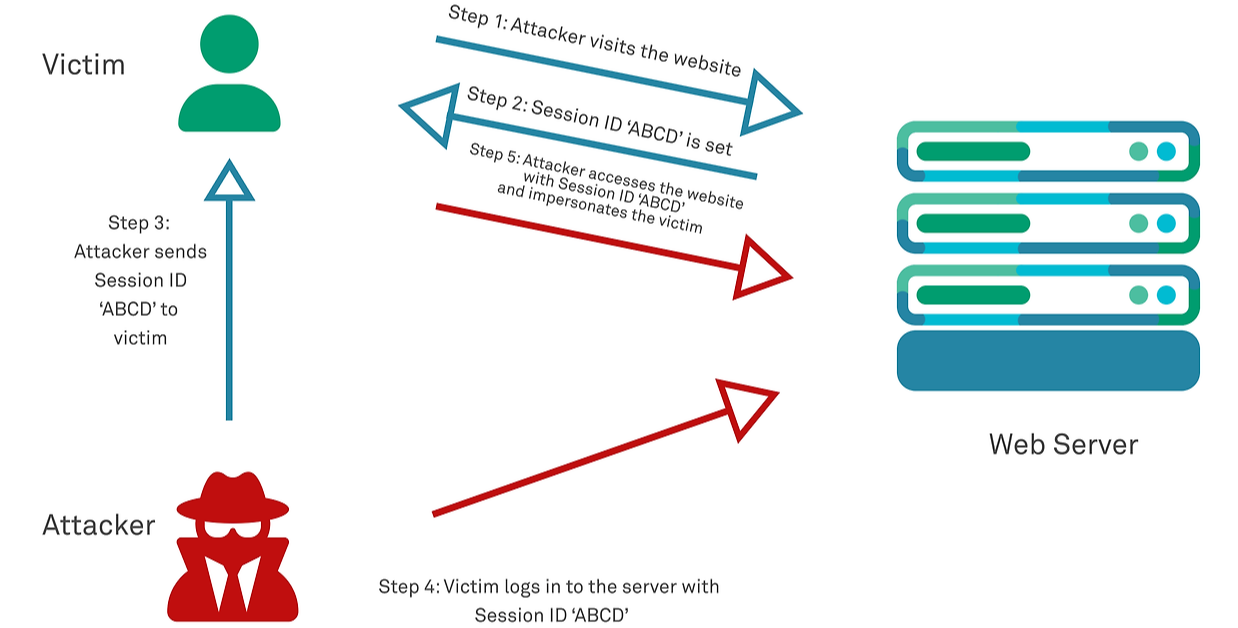 Victim
Step 1: Attacker visits the website
Step 2: Session ID ‘ABCD’ is set
Step 5: Attacker accesses the website
with Session ID ‘ABCD’
and impersonates the victim
Step 3:
Attacker sends
Session ID
‘ABCD’ to
victim
Web Server
Attacker
Step 4: Victim logs in to the server with
Session ID ‘ABCD’